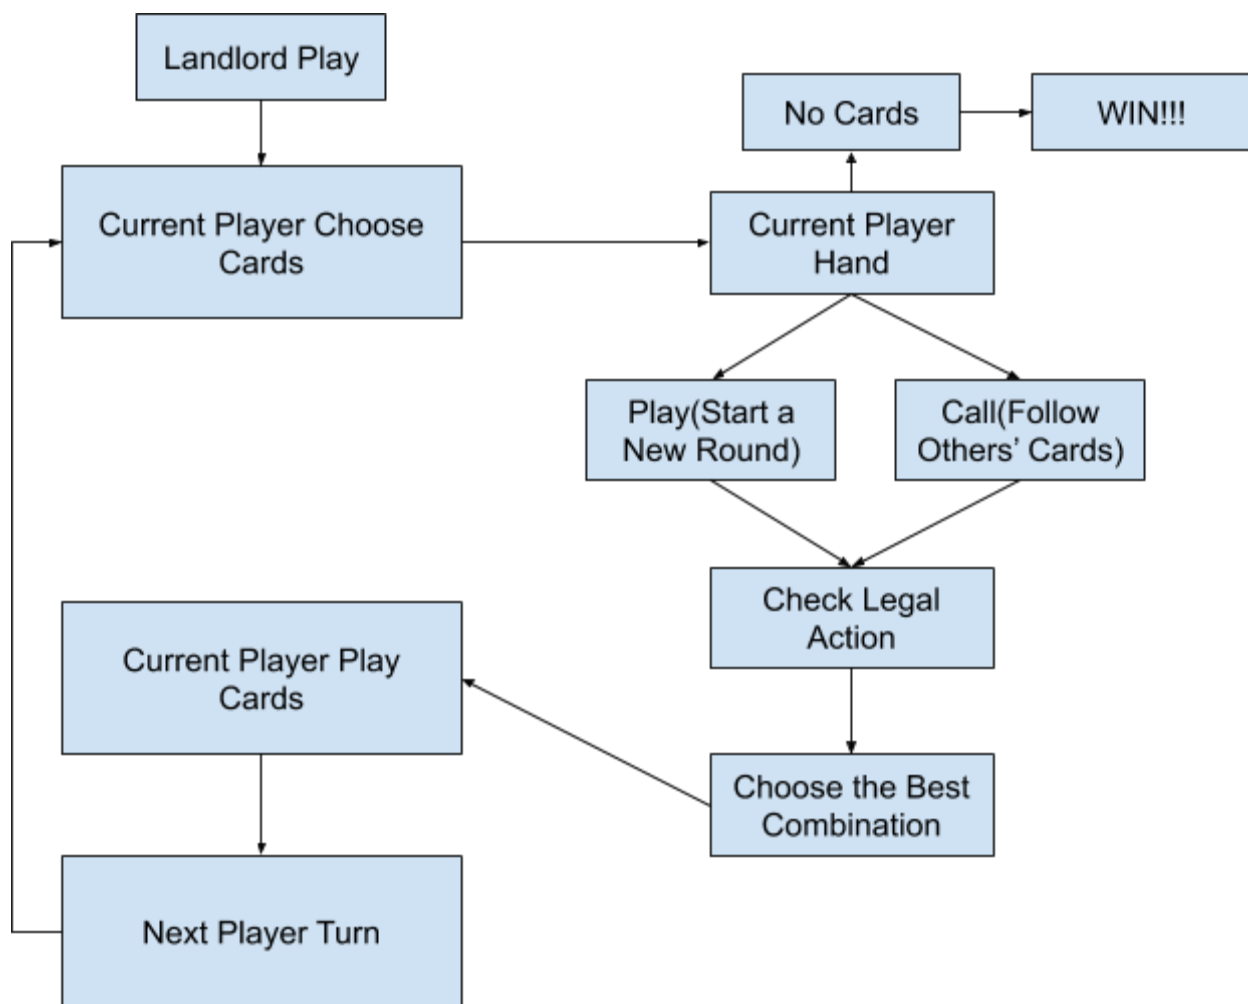 Landlord Play
No Cards
WIN!!!
Current Player Choose
Cards
Current Player
Hand
Play(Start a
New Round)
Call(Follow
Others’ Cards)
Check Legal
Action
Current Player Play
Cards
Choose the Best
Combination
Next Player Turn